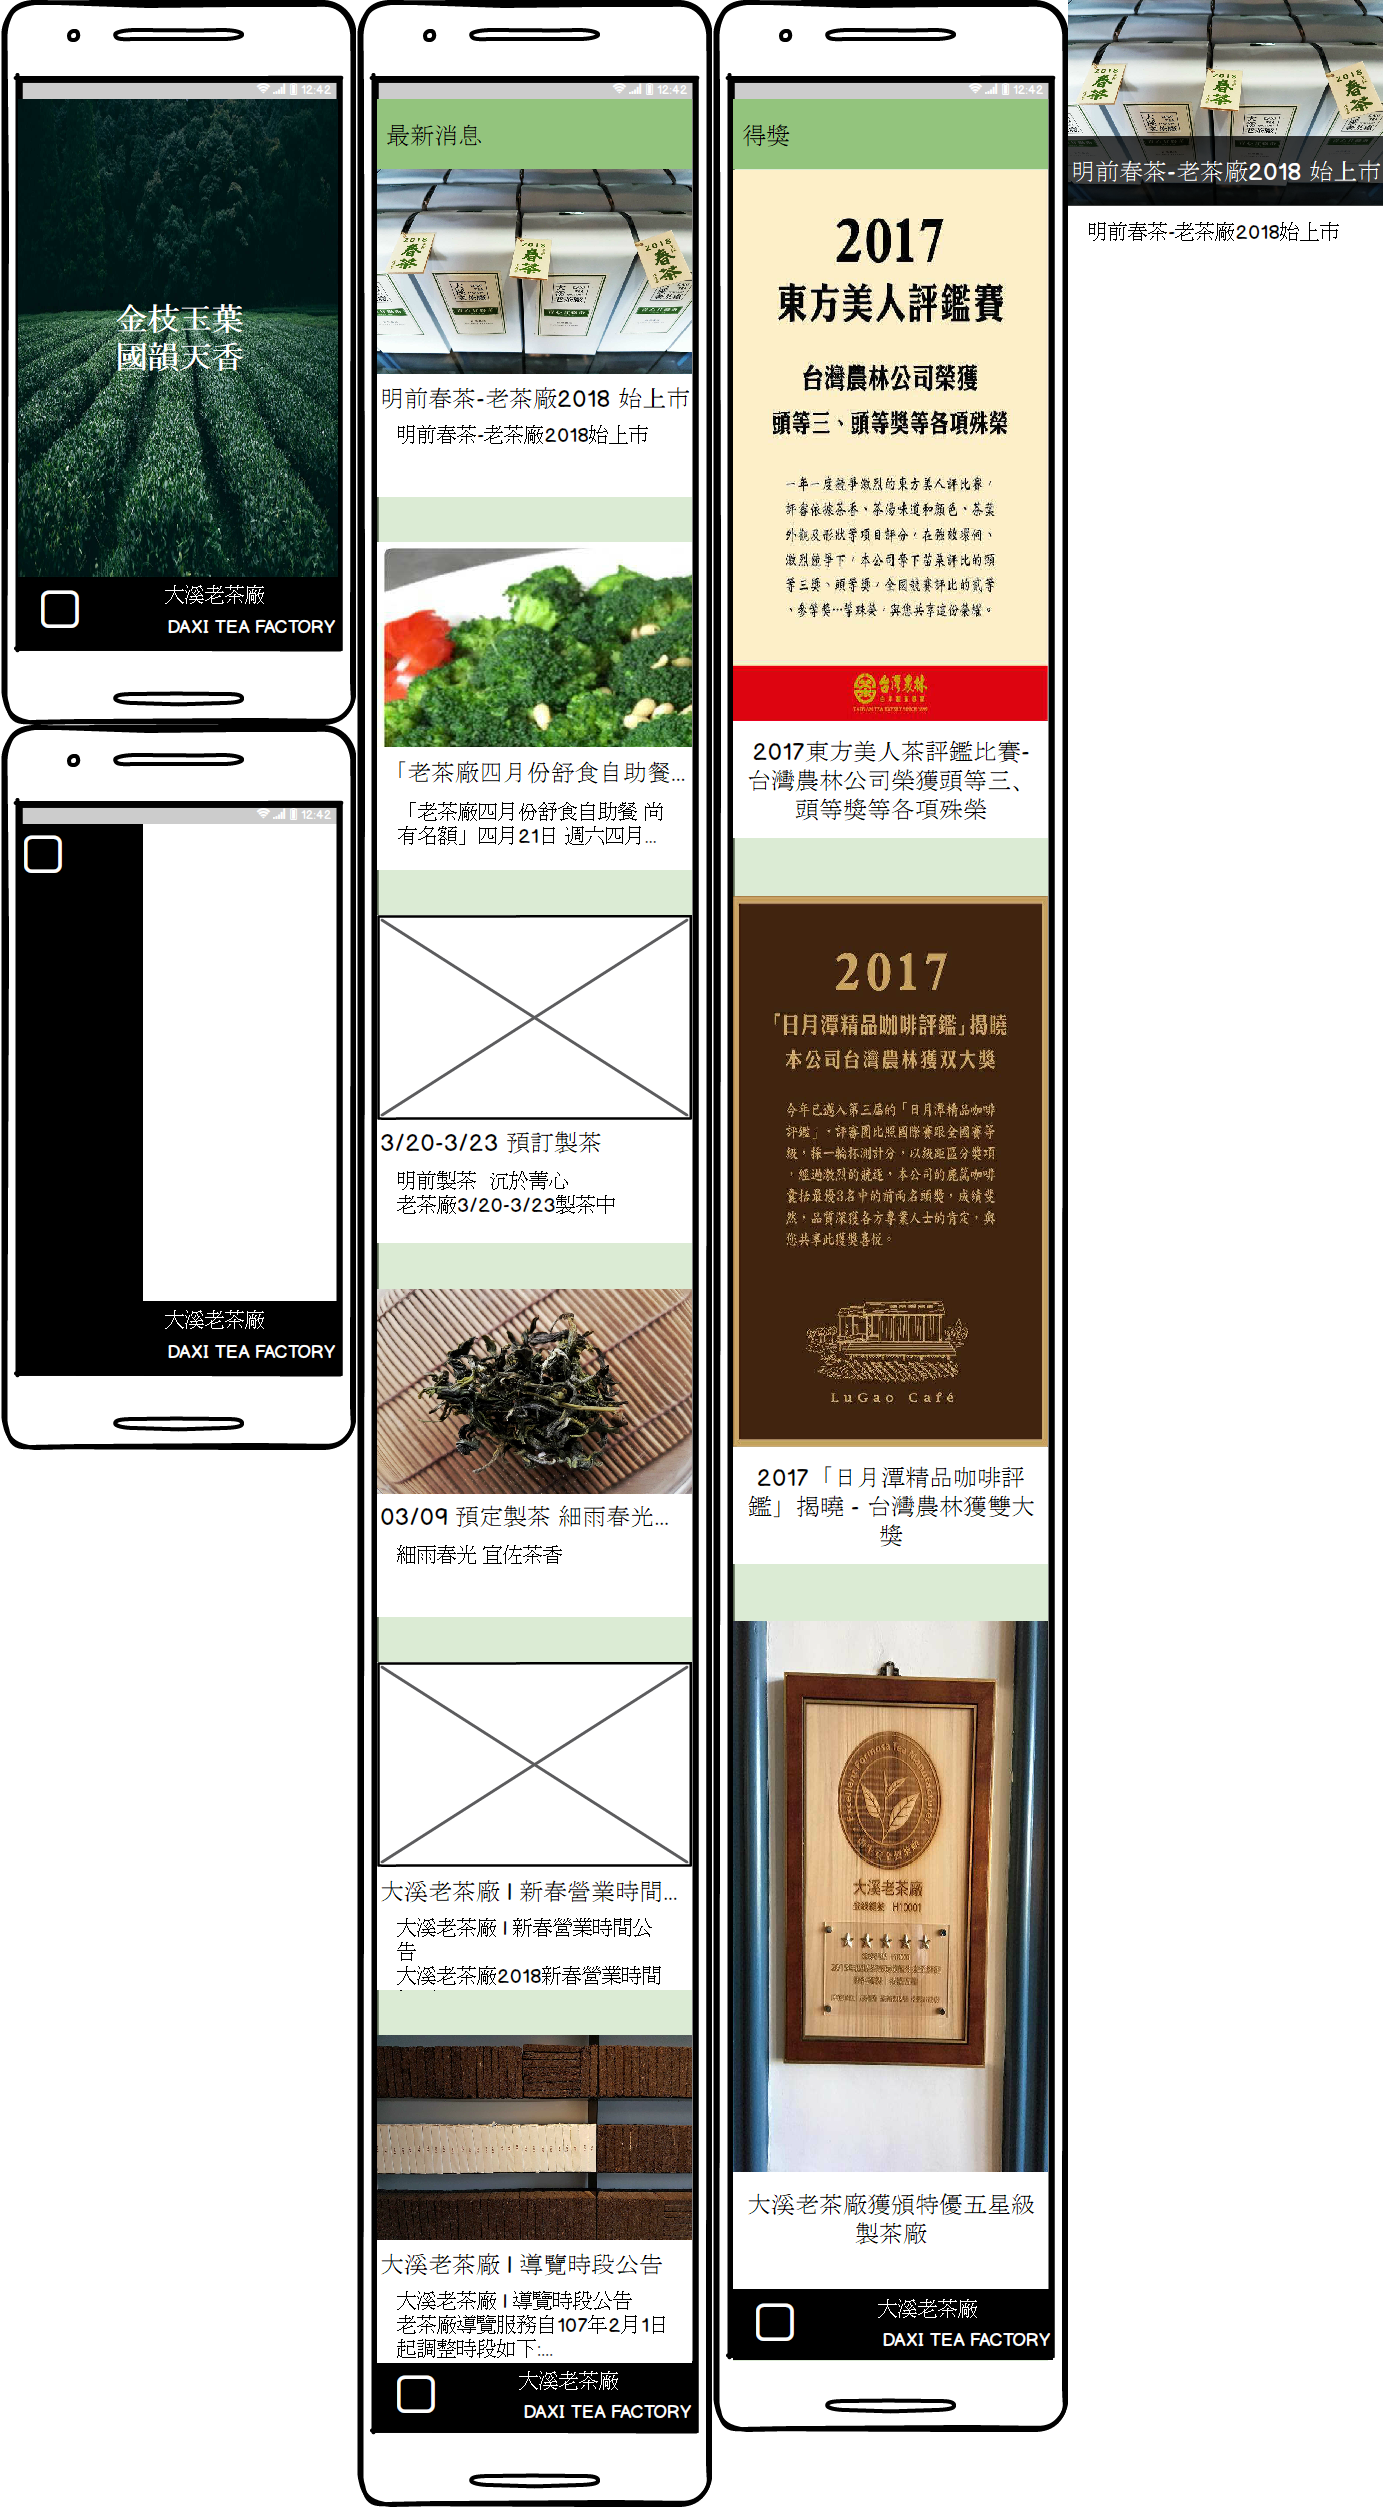 12:42
金枝玉葉
國韻天香
大溪老茶廠
DAXI TEA FACTORY
12:42
大溪老茶廠
DAXI TEA FACTORY
12:42
最新消息
2018
春茶
2018
春茶
2018
春茶
明前春茶-老茶廠2018 始上市
明前春茶-老茶廠2018始上市
「老茶廠四月份舒食自助餐...
「老茶廠四月份舒食自助餐 尚
有名額」四月21日 週六四月...
3/20-3/23 預訂製茶
明前製茶 沉於菁心
老茶廠3/20-3/23製茶中
03/09 預定製茶 細雨春光...
細雨春光 宜佐茶香
大溪老茶廠 l 新春營業時間...
大溪老茶廠 l 新春營業時間公
告
大溪老茶廠2018新春營業時間
大溪老茶廠 l 導覽時段公告
大溪老茶廠 l 導覽時段公告
老茶廠導覽服務自107年2月1日
起調整時段如下:...
大溪老茶廠
DAXI TEA FACTORY
12:42
得獎
2017
東方美人評鑑賽
台灣農林公司榮獲
頭等三、頭等獎等各項殊榮
一年一度競爭激烈的東方美人評比賽，
評審依據茶香、茶湯味道和顏色、茶葉
外觀及形狀等項目評分，在強敵環伺、
激烈競爭下，本公司榮下苗栗評比的頭
等三獎、頭等獎，全國競賽評比的貳等
、參等獎…等殊榮，與您共享這份榮耀。
台灣農林
2017東方美人茶評鑑比賽-
台灣農林公司榮獲頭等三、
頭等獎等各項殊榮
2017
「日月潭精品咖啡評鑑」揭曉
本公司台灣農林獲双大獎
今年已邁入第三屆的「日月潭精品咖啡
評鑑」，評審團比照國際賽跟全國賽等
級，採一輪杯測計分，以級距區分獎項
，經過激烈的競逐，本公司的鹿篙咖啡
囊括最優3名中的前兩名頭獎，成績斐
然，品質深獲各方專業人士的肯定，與
您共享此獲獎喜悅。
LuGao Café
2017「日月潭精品咖啡評
鑑」揭曉 - 台灣農林獲雙大
獎
Excellent Formosa Tea Manufacturer
大溪老茶廠
H10001
大溪老茶廠獲頒特優五星級
製茶廠
大溪老茶廠
DAXI TEA FACTORY
2018
春茶
2018
春茶
2018
春茶
明前春茶-老茶廠2018 始上市
明前春茶-老茶廠2018始上市